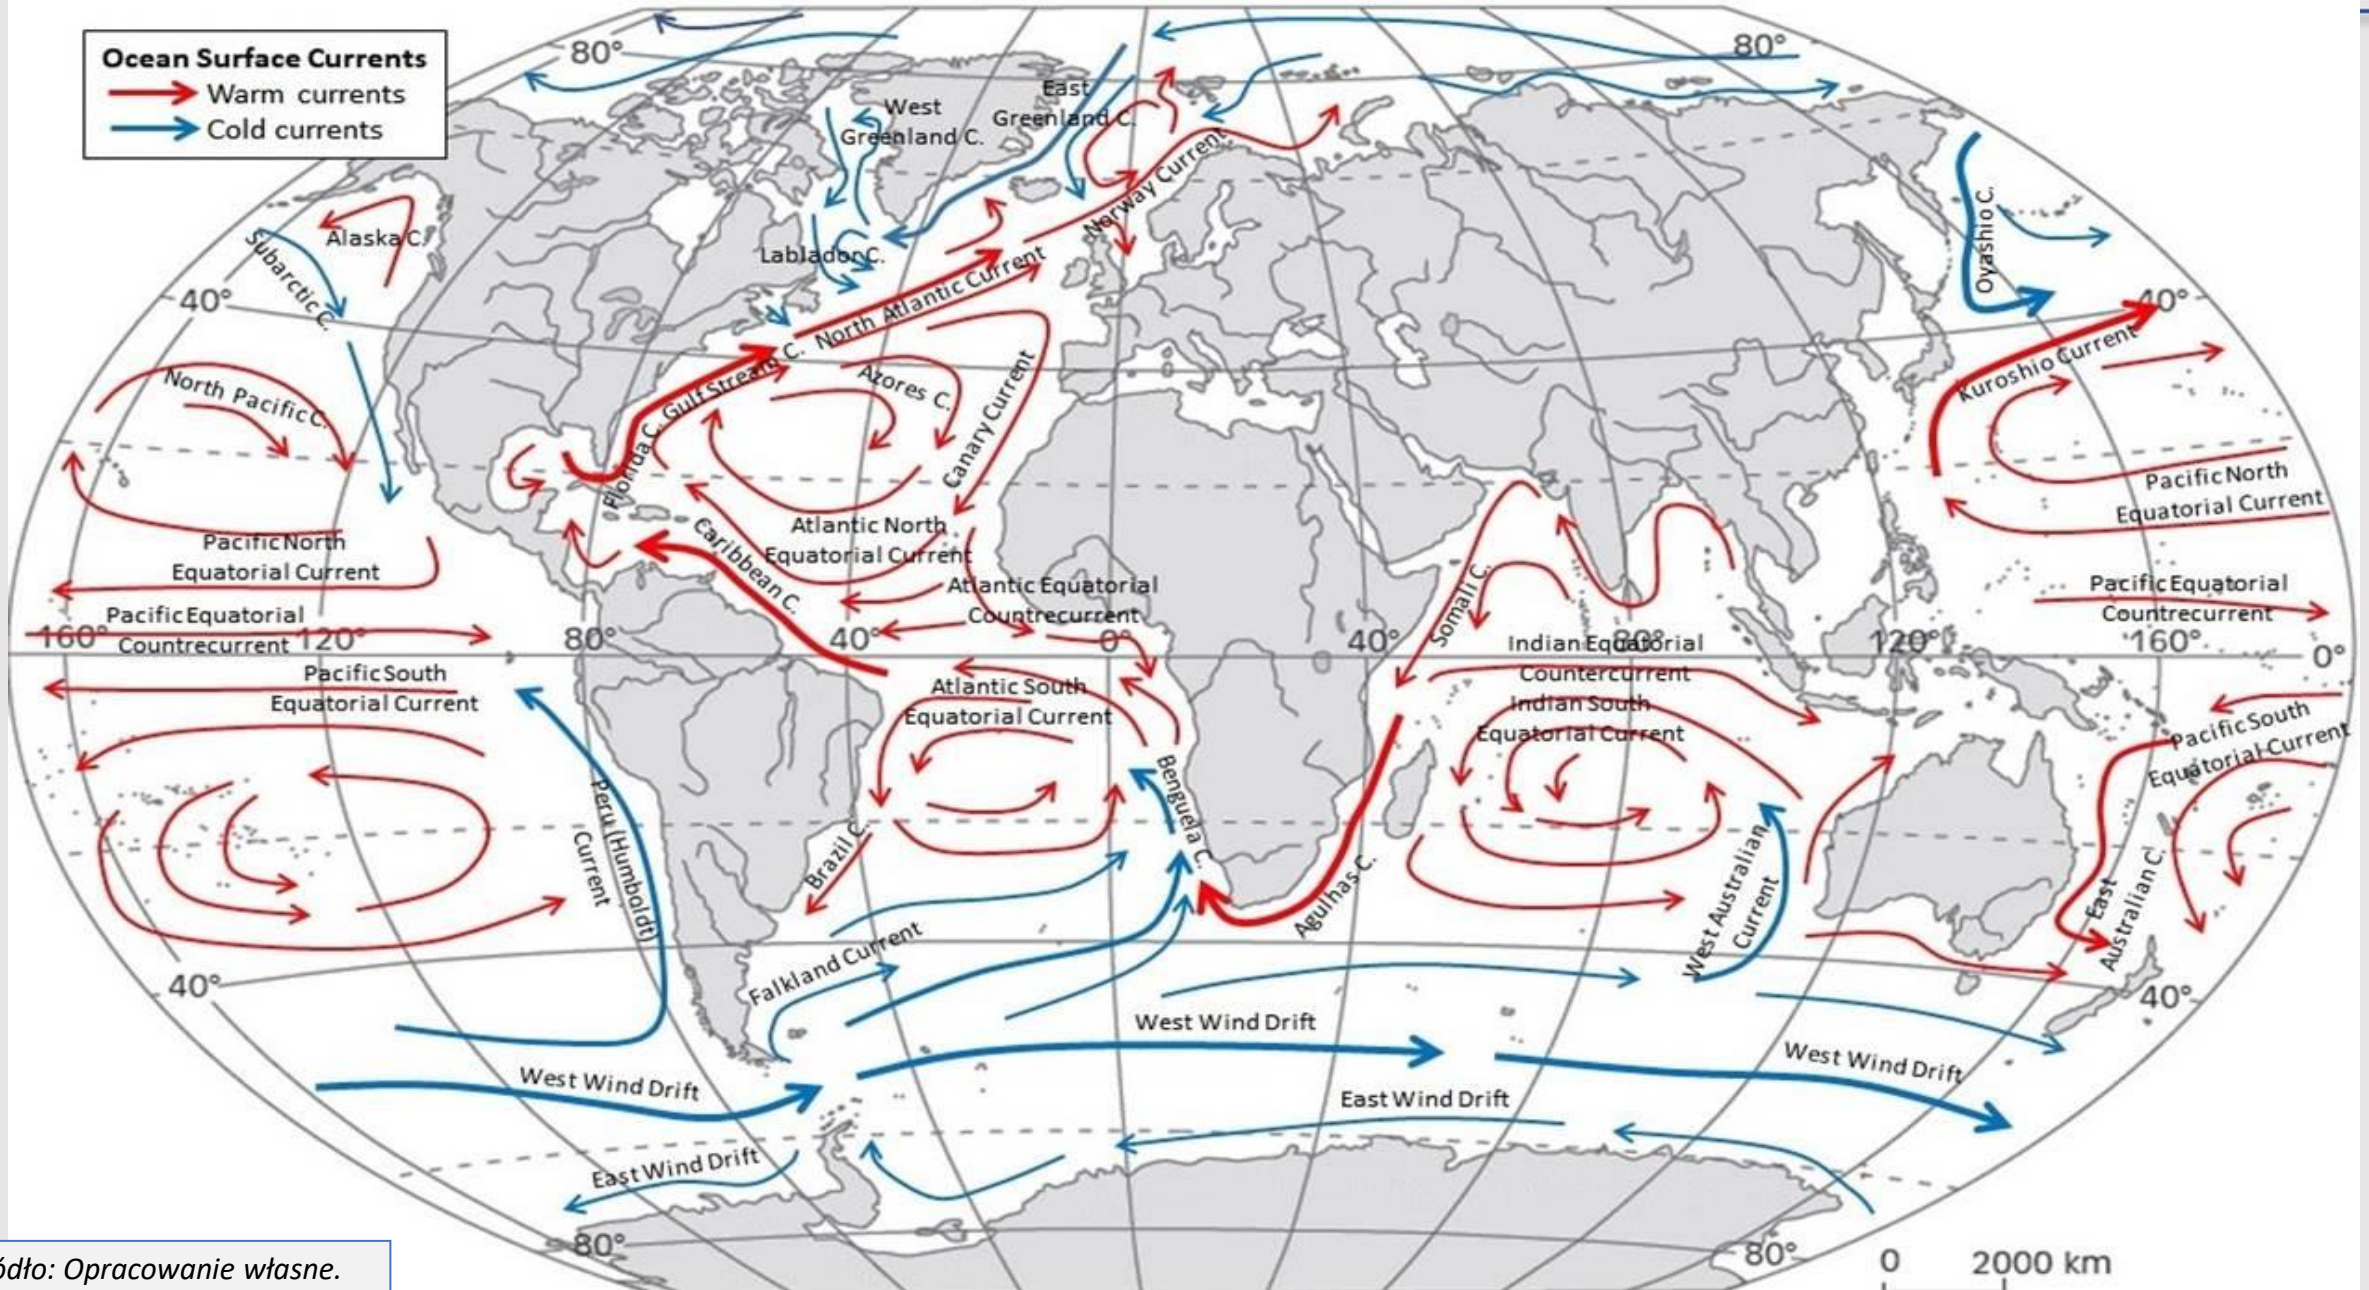 Ocean Surface Currents
Warm currents
Cold currents
80°
80°
West
Greenland C.
East
Greenland C.
Norway Current
Alaska C.
Subarctic C.
Lablador C.
North Atlantic Current
Oyashio C.
40°
40°
North Pacific C.
Gulf Stream C.
Florida C.
Azores C.
Canary Current
Kuroshio Current
Pacific North
Equatorial Current
Caribbean C.
Atlantic North
Equatorial Current
Pacific North
Equatorial Current
Pacific Equatorial
Countrecurrent
Atlantic Equatorial
Countrecurrent
Somali C.
Pacific Equatorial
Countrecurrent
160°
120°
80°
40°
0°
40°
80°
120°
160°
0°
Indian Equatorial
Countercurrent
Pacific South
Equatorial Current
Atlantic South
Equatorial Current
Indian South
Equatorial Current
Pacific South
Equatorial Current
Peru (Humboldt)
Current
Brazil C.
Benguela C.
Agulhas C.
West Australian
Current
East
Australian C.
Falkland Current
40°
40°
West Wind Drift
West Wind Drift
West Wind Drift
East Wind Drift
East Wind Drift
80°
80°
0 2000 km
ódło: Opracowanie własne.